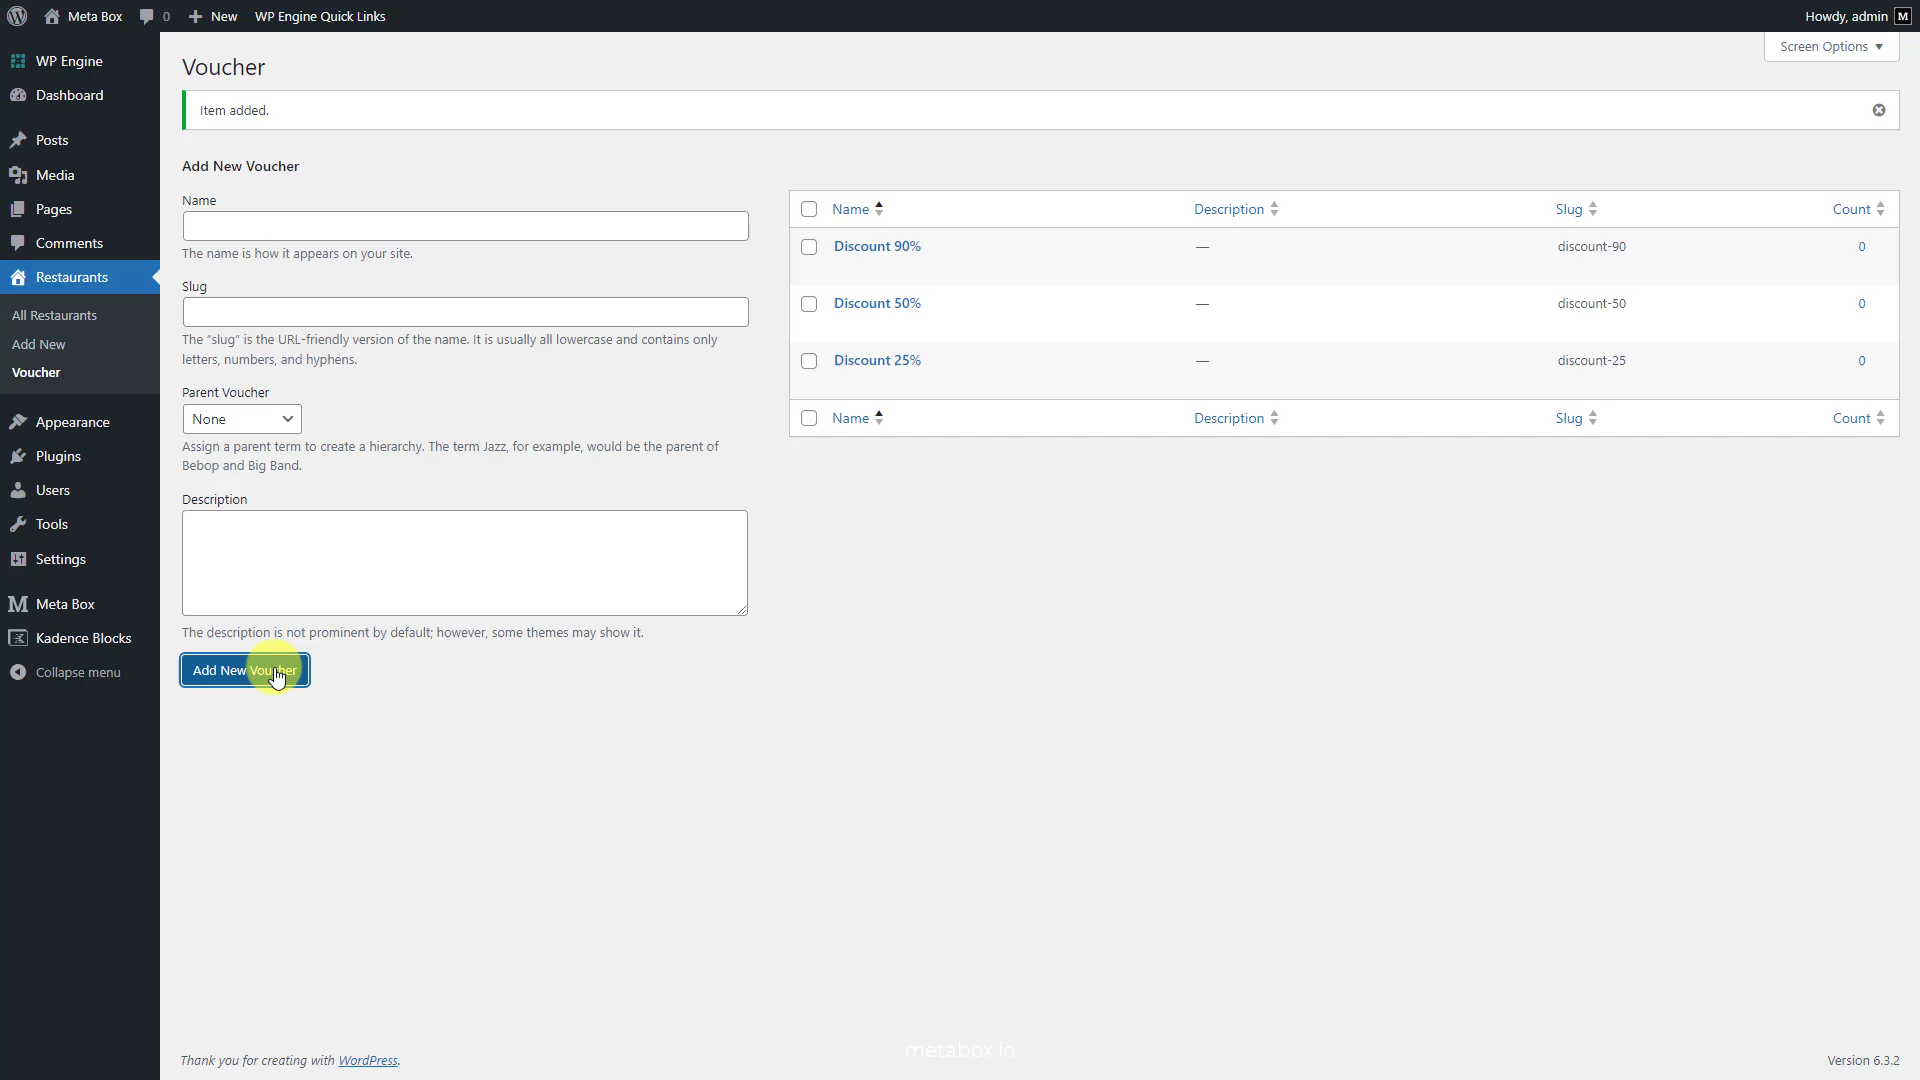 Meta Box 0 New WP Engine Quick Links Howdy, admin M
Screen Options
WP Engine
Dashboard
Posts
Media
Pages
Comments
Restaurants
All Restaurants
Add New
Voucher
Appearance
Plugins
Users
Tools
Settings
Meta Box
Kadence Blocks
Collapse menu
Voucher
Item added.
Add New Voucher
Name
The name is how it appears on your site.
Slug
The “slug” is the URL-friendly version of the name. It is usually all lowercase and contains only
letters, numbers, and hyphens.
Parent Voucher
None
Assign a parent term to create a hierarchy. The term Jazz, for example, would be the parent of
Bebop and Big Band.
Description
The description is not prominent by default; however, some themes may show it.
Add New Voucher
Name Description Slug Count
Discount 90% — discount-90 0
Discount 50% — discount-50 0
Discount 25% — discount-25 0
Name Description Slug Count
metabox.io
Thank you for creating with WordPress.
Version 6.3.2